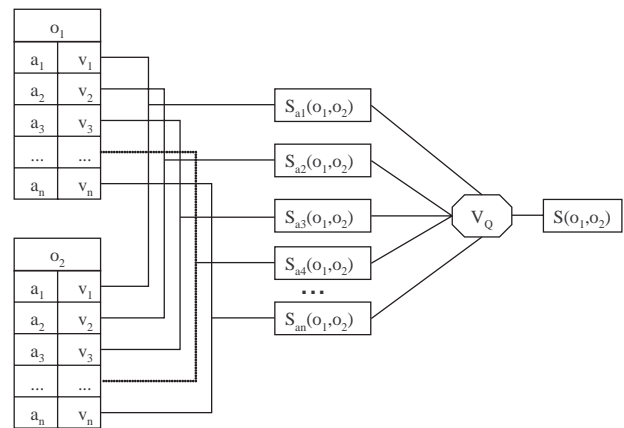 o₁
a₁ v₁
a₂ v₂
a₃ v₃
... ...
aₙ vₙ
o₂
a₁ v₁
a₂ v₂
a₃ v₃
... ...
aₙ vₙ
Sₐ₁(o₁,o₂)
Sₐ₂(o₁,o₂)
Sₐ₃(o₁,o₂)
Sₐ₄(o₁,o₂)
...
Sₐₙ(o₁,o₂)
V_Q
S(o₁,o₂)